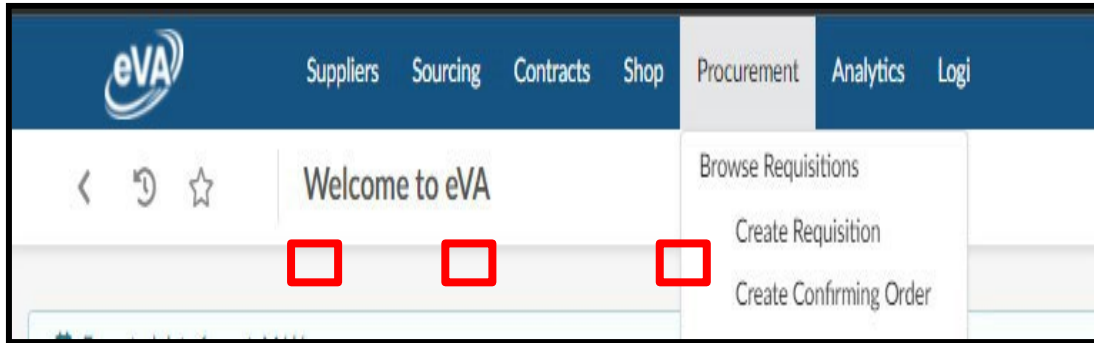 eVA
Suppliers Sourcing Contracts Shop Procurement Analytics Logi
Welcome to eVA
Browse Requisitions
Create Requisition
Create Confirming Order